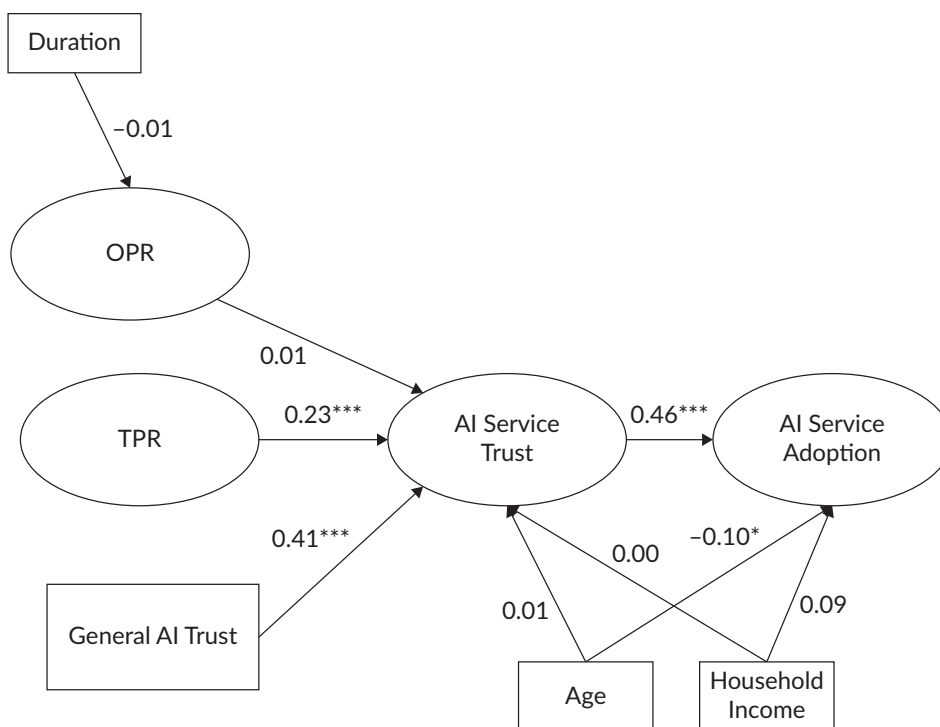 Duration
–0.01
OPR
0.01
TPR
0.23***
AI Service
Trust
0.46***
AI Service
Adoption
0.41***
–0.10*
0.00
0.01
0.09
General AI Trust
Age
Household
Income